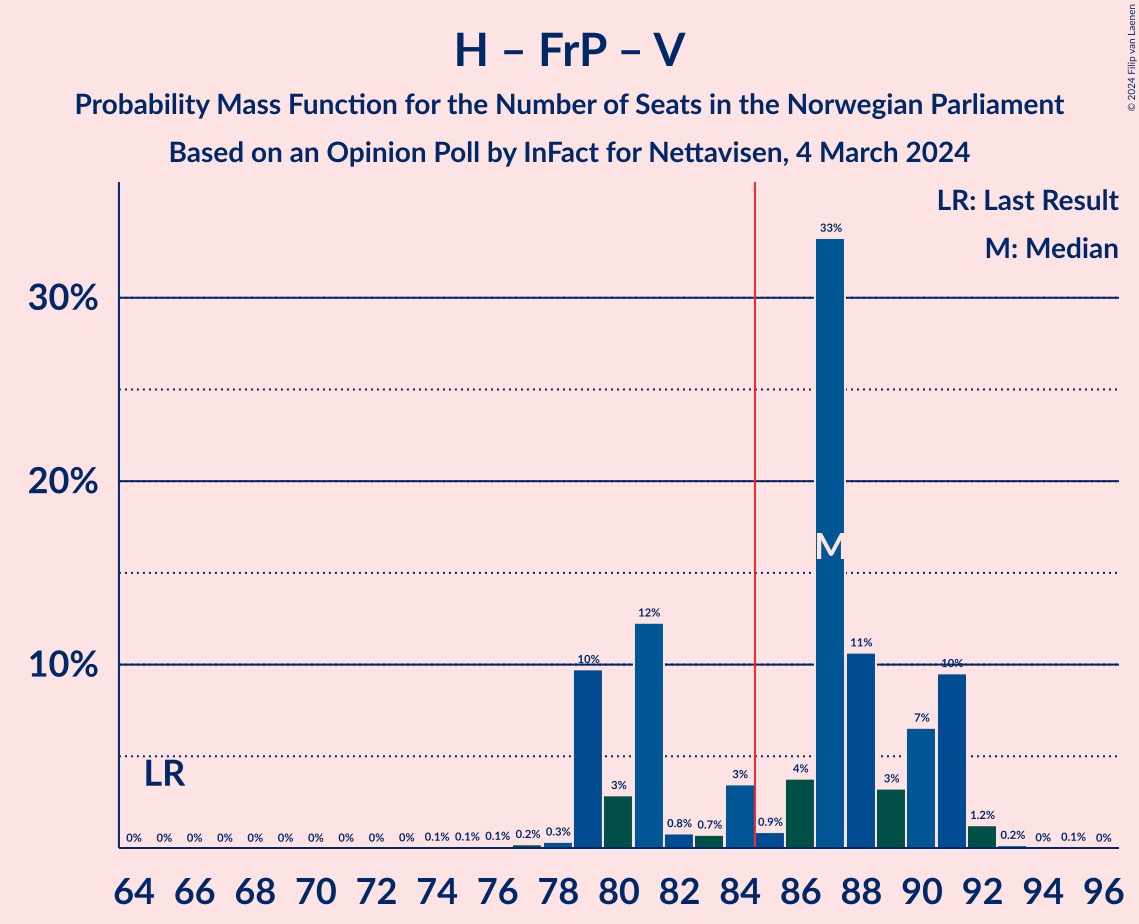 H – FrP – V
Probability Mass Function for the Number of Seats in the Norwegian Parliament
Based on an Opinion Poll by InFact for Nettavisen, 4 March 2024
© 2024 Filip van Laenen
LR: Last Result
M: Median
33%
30%
20%
M
12%
11%
10%
10%
10%
7%
LR
4%
3%
3%
3%
0% 0% 0% 0% 0% 0% 0% 0% 0% 0% 0.1% 0.1% 0.1% 0.2% 0.3% 0.8% 0.7% 0.9% 1.2% 0.2% 0% 0.1% 0%
64 66 68 70 72 74 76 78 80 82 84 86 88 90 92 94 96